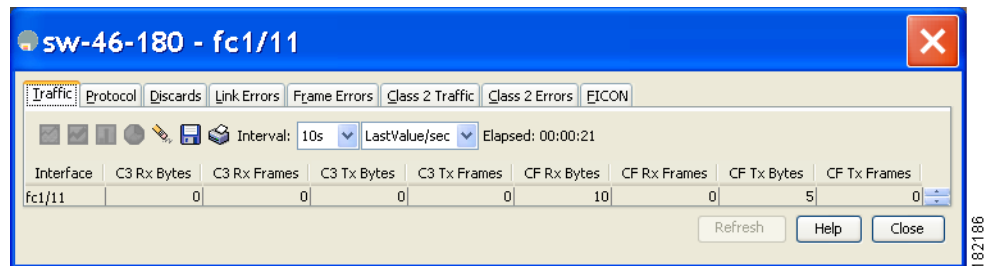 sw-46-180 - fc1/11
Traffic Protocol Discards Link Errors Frame Errors Class 2 Traffic Class 2 Errors FICON
Interval: 10s LastValue/sec Elapsed: 00:00:21
Interface C3 Rx Bytes C3 Rx Frames C3 Tx Bytes C3 Tx Frames CF Rx Bytes CF Rx Frames CF Tx Bytes CF Tx Frames
fc1/11 0 0 0 0 10 0 5 0
Refresh Help Close
182186